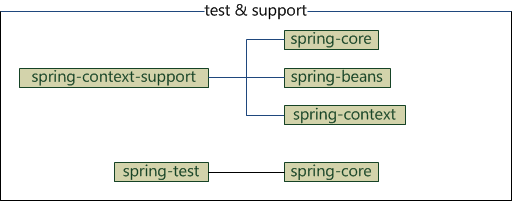 test & support
spring-core
spring-context-support
spring-beans
spring-context
spring-test
spring-core